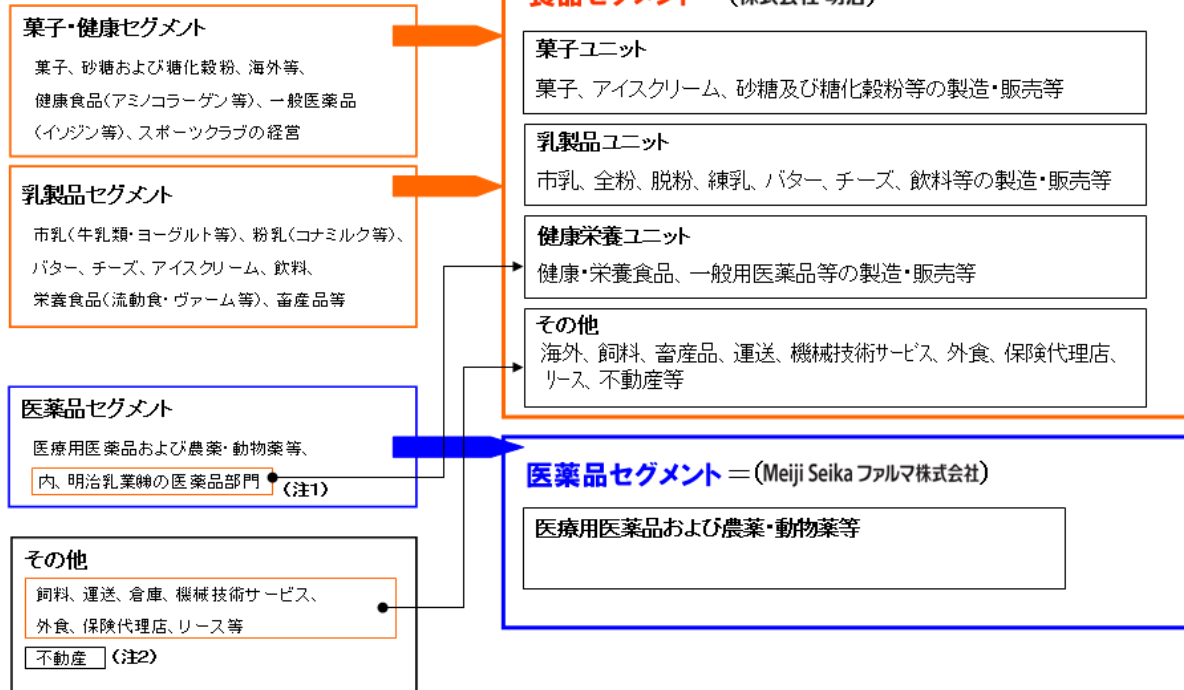 菓子・健康セグメント
菓子、砂糖および糖化穀粉、海外等、
健康食品(アミノコラーゲン等)、一般医薬品
(イソジン等)、スポーツクラブの経営
乳製品セグメント
市乳(牛乳類・ヨーグルト等)、粉乳(コナミルク等)、
バター、チーズ、アイスクリーム、飲料、
栄養食品(流動食・ヴァーム等)、畜産品等
医薬品セグメント
医療用医薬品および農薬・動物薬等、
内、明治乳業㈱の医薬品部門 (注1)
その他
飼料、運送、倉庫、機械技術サービス、
外食、保険代理店、リース等
不動産 (注2)
食品セグメント (株式会社 明治)
菓子ユニット
菓子、アイスクリーム、砂糖及び糖化穀粉等の製造・販売等
乳製品ユニット
市乳、全粉、脱粉、練乳、バター、チーズ、飲料等の製造・販売等
健康栄養ユニット
健康・栄養食品、一般用医薬品等の製造・販売等
その他
海外、飼料、畜産品、運送、機械技術サービス、外食、保険代理店、
リース、不動産等
医薬品セグメント=(Meiji Seika ファルマ株式会社)
医療用医薬品および農薬・動物薬等